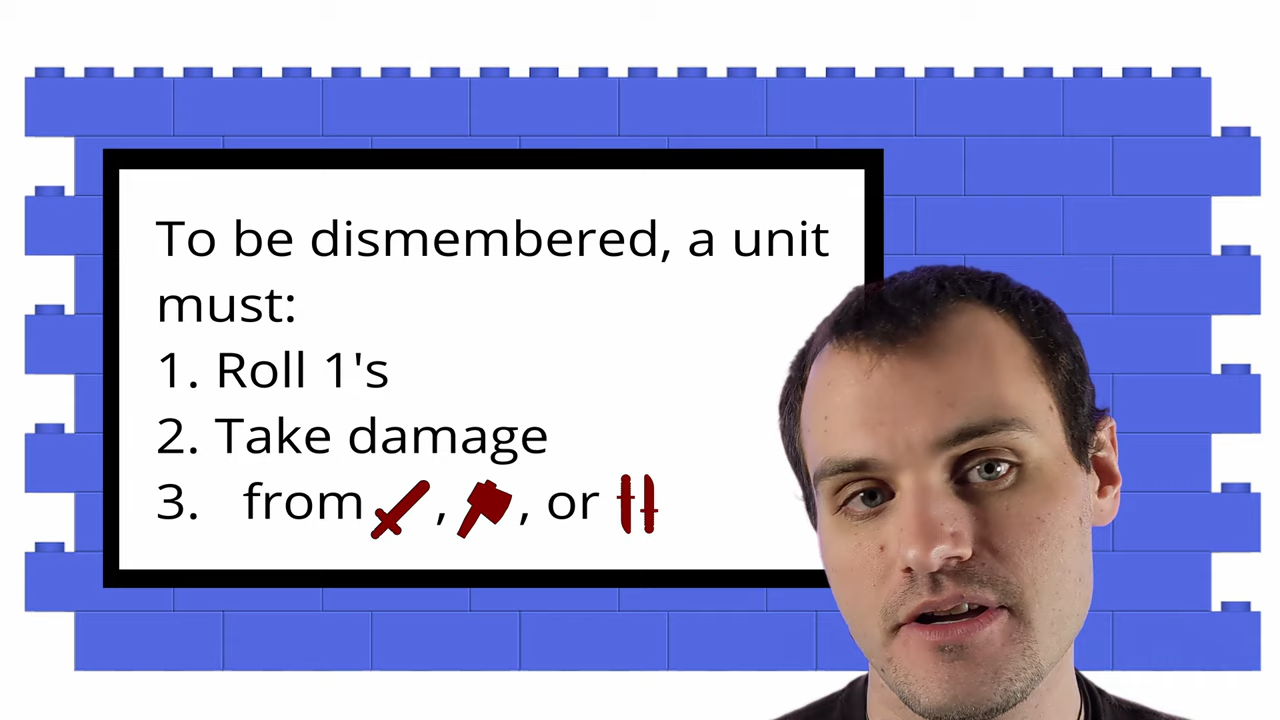 To be dismembered, a unit
must:
1. Roll 1's
2. Take damage
3. from , , or